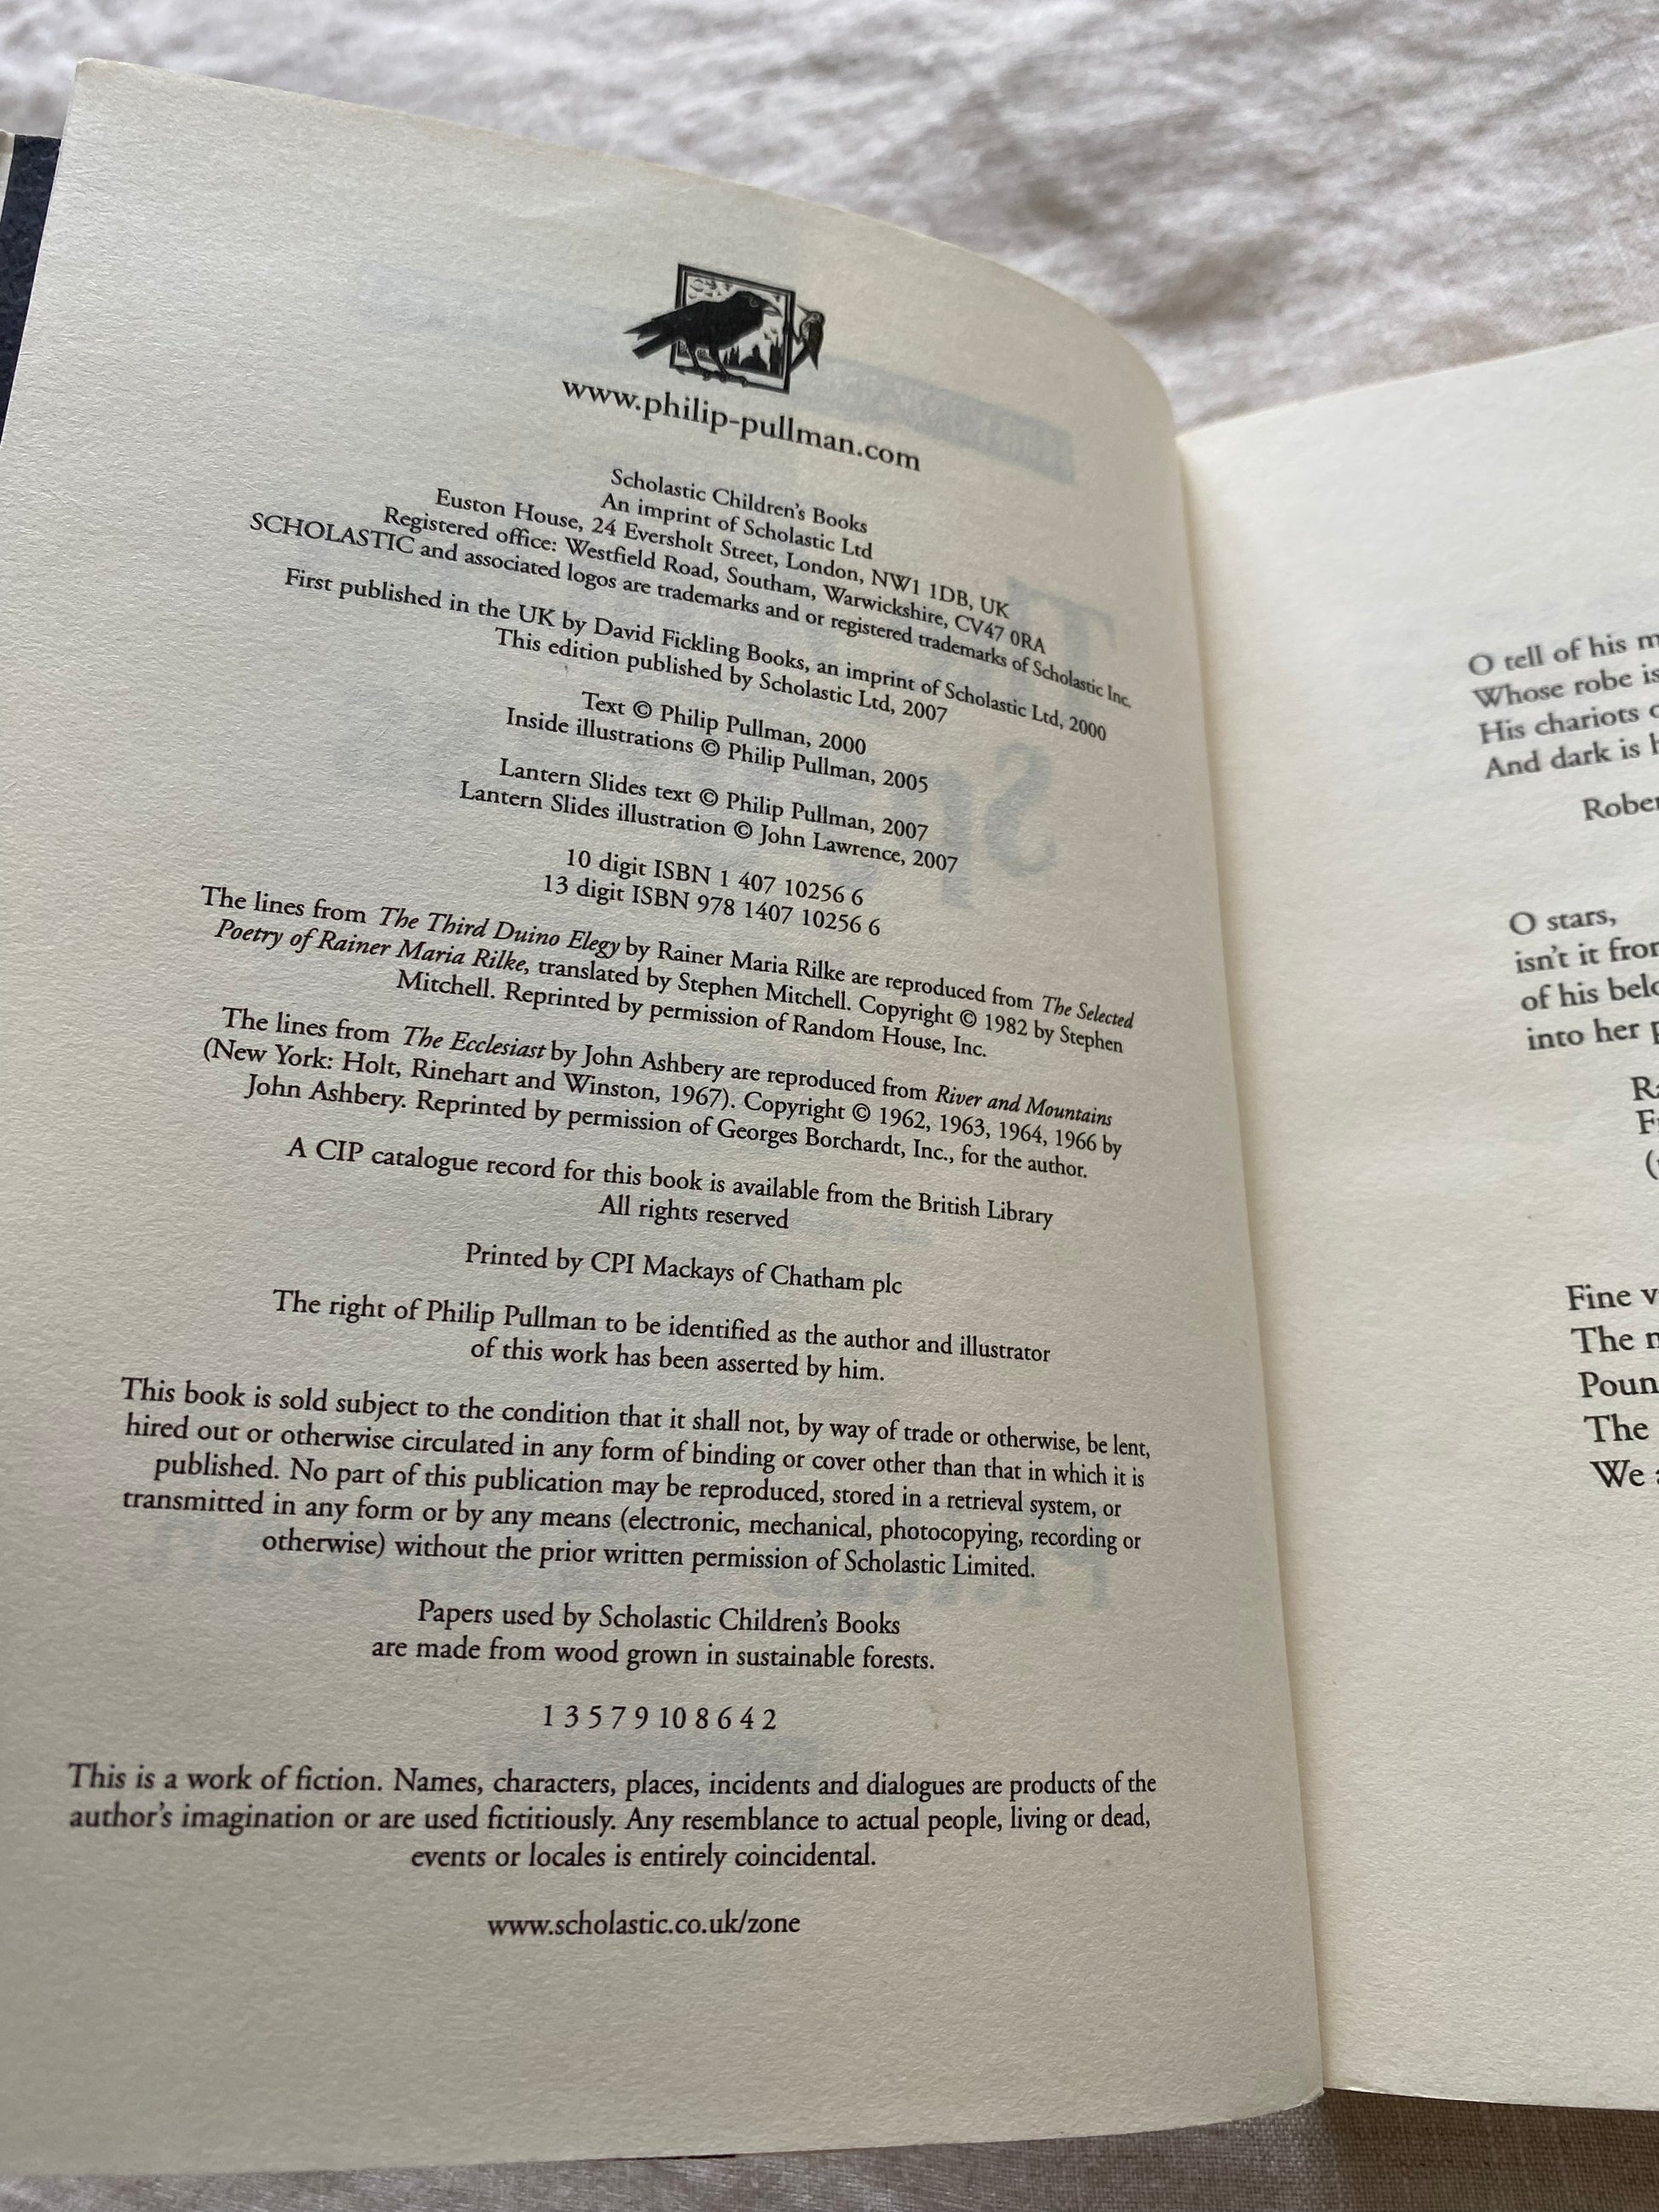 www.philip-pullman.com
Scholastic Children's Books
An imprint of Scholastic Ltd
Euston House, 24 Eversholt Street, London, NW1 1DB, UK
Registered office: Westfield Road, Southam, Warwickshire, CV47 0RA
SCHOLASTIC and associated logos are trademarks and or registered trademarks of Scholastic Inc.
First published in the UK by David Fickling Books, an imprint of Scholastic Ltd, 2000
This edition published by Scholastic Ltd, 2007
Text © Philip Pullman, 2000
Inside illustrations © Philip Pullman, 2005
Lantern Slides text © Philip Pullman, 2007
Lantern Slides illustration © John Lawrence, 2007
10 digit ISBN 1 407 10256 6
13 digit ISBN 978 1407 10256 6
The lines from The Third Duino Elegy by Rainer Maria Rilke are reproduced from The Selected
Poetry of Rainer Maria Rilke, translated by Stephen Mitchell. Copyright © 1982 by Stephen
Mitchell. Reprinted by permission of Random House, Inc.
The lines from The Ecclesiast by John Ashbery are reproduced from River and Mountains
(New York: Holt, Rinehart and Winston, 1967). Copyright © 1962, 1963, 1964, 1966 by
John Ashbery. Reprinted by permission of Georges Borchardt, Inc., for the author.
A CIP catalogue record for this book is available from the British Library
All rights reserved
Printed by CPI Mackays of Chatham plc
The right of Philip Pullman to be identified as the author and illustrator
of this work has been asserted by him.
This book is sold subject to the condition that it shall not, by way of trade or otherwise, be lent,
hired out or otherwise circulated in any form of binding or cover other than that in which it is
published. No part of this publication may be reproduced, stored in a retrieval system, or
transmitted in any form or by any means (electronic, mechanical, photocopying, recording or
otherwise) without the prior written permission of Scholastic Limited.
Papers used by Scholastic Children's Books
are made from wood grown in sustainable forests.
1 3 5 7 9 10 8 6 4 2
This is a work of fiction. Names, characters, places, incidents and dialogues are products of the
author's imagination or are used fictitiously. Any resemblance to actual people, living or dead,
events or locales is entirely coincidental.
www.scholastic.co.uk/zone
O tell of his
Whose robe is
His chariots
And dark is
O stars,
isn't it
of his
into her
Fine
The
The
We